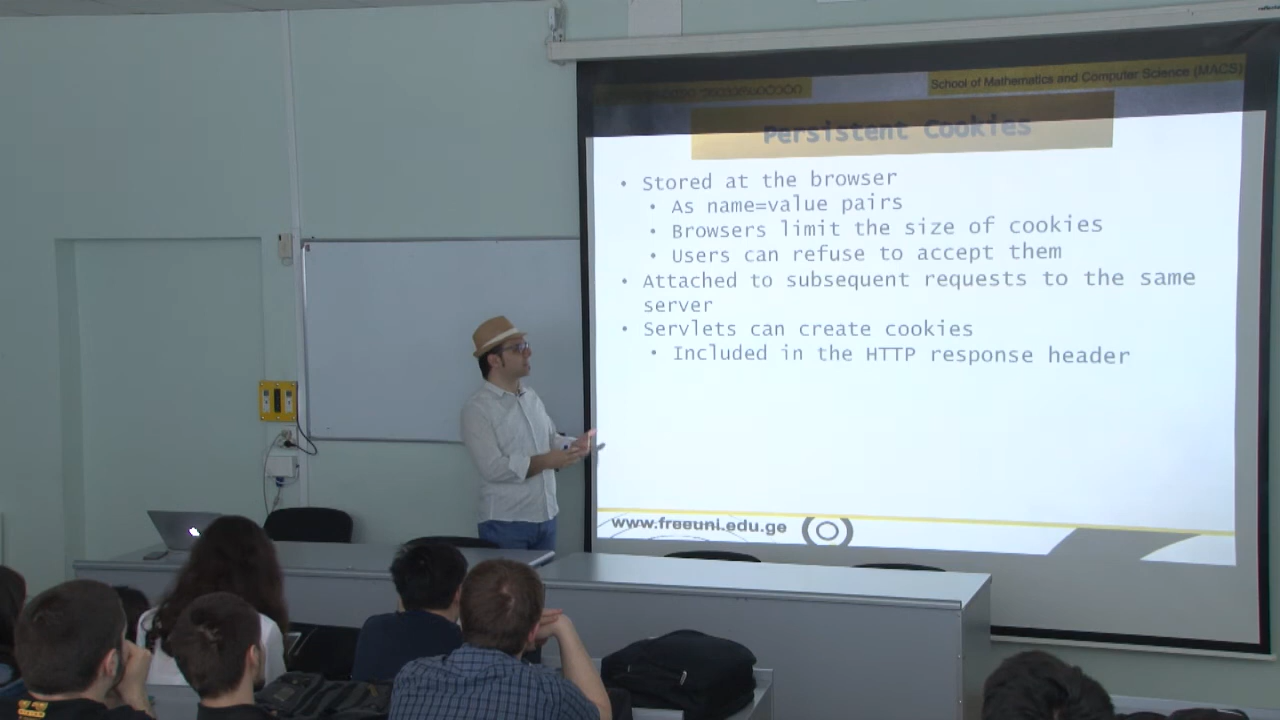 School of Mathematics and Computer Science (MACS)
Persistent Cookies
• Stored at the browser
• As name=value pairs
• Browsers limit the size of cookies
• Users can refuse to accept them
• Attached to subsequent requests to the same
server
• Servlets can create cookies
• Included in the HTTP response header
www.freeuni.edu.ge